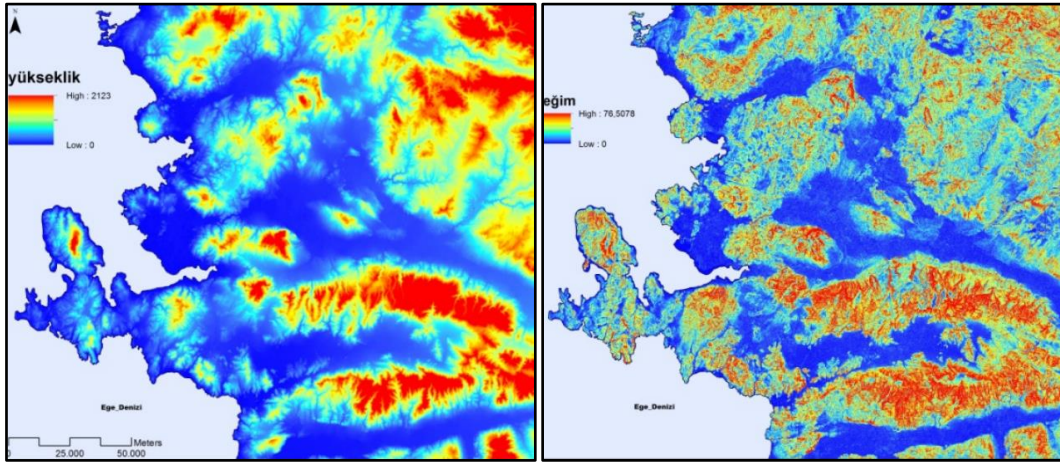 N
yükseklik
High : 2123
Low : 0
Ege_Denizi
Meters
0 25.000 50.000
eğim
High : 76,5078
Low : 0
Ege_Denizi